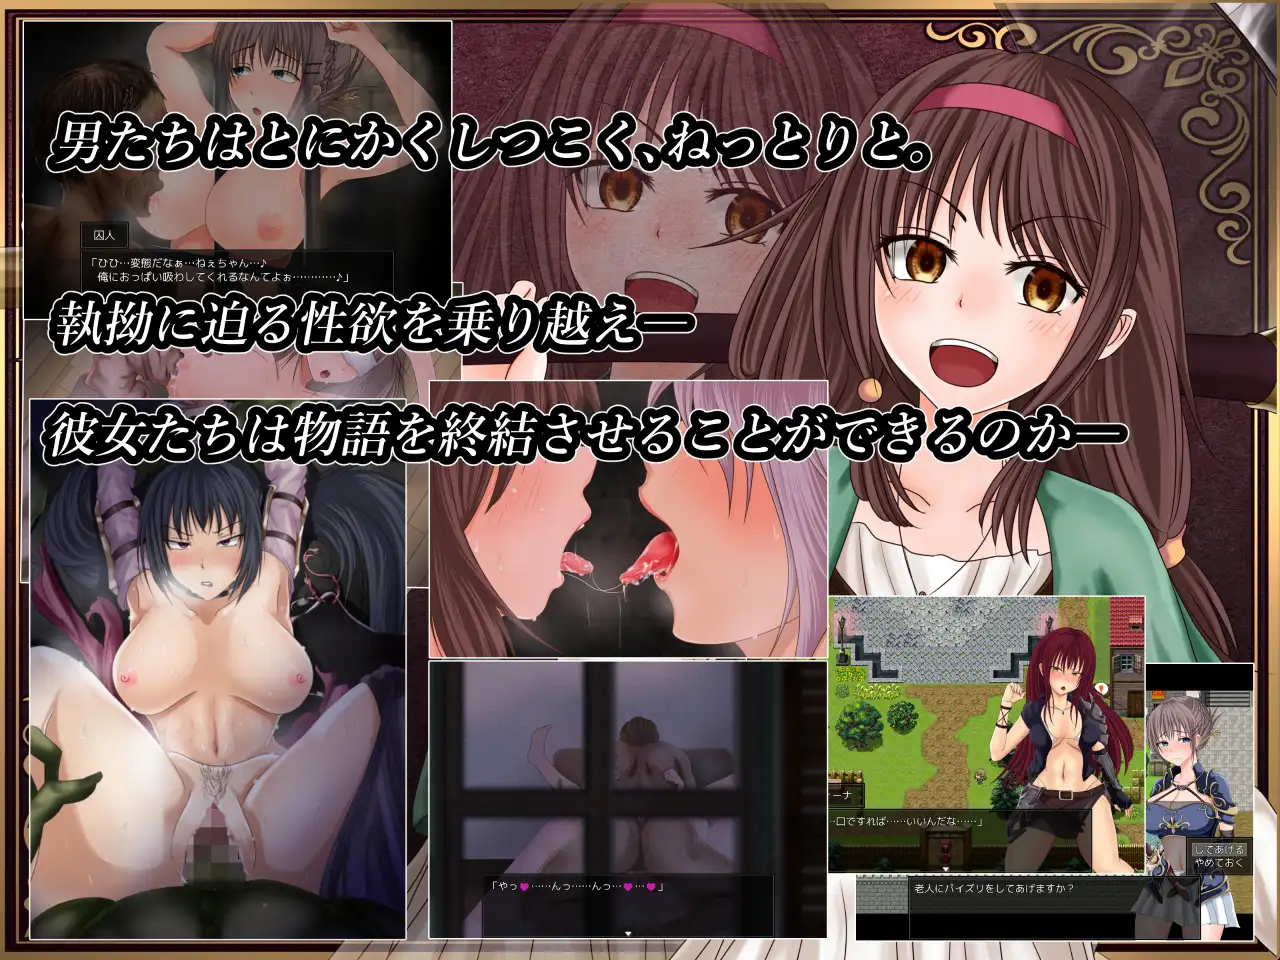 男たちはとにかくしつこく、ねっとりと。
囚人
「ひひ…変態だなぁ…ねぇちゃん…♪
俺におっぱい吸わしてくれるなんてよぉ…………♪」
執拗に迫る性欲を乗り越え―
彼女たちは物語を終結させることができるのか―
ィーナ
…口ですれば……いいんだな……」
してあげる
やめておく
「やっ♥……んっ……んっ…♥…♥」
老人にパイズリをしてあげますか？